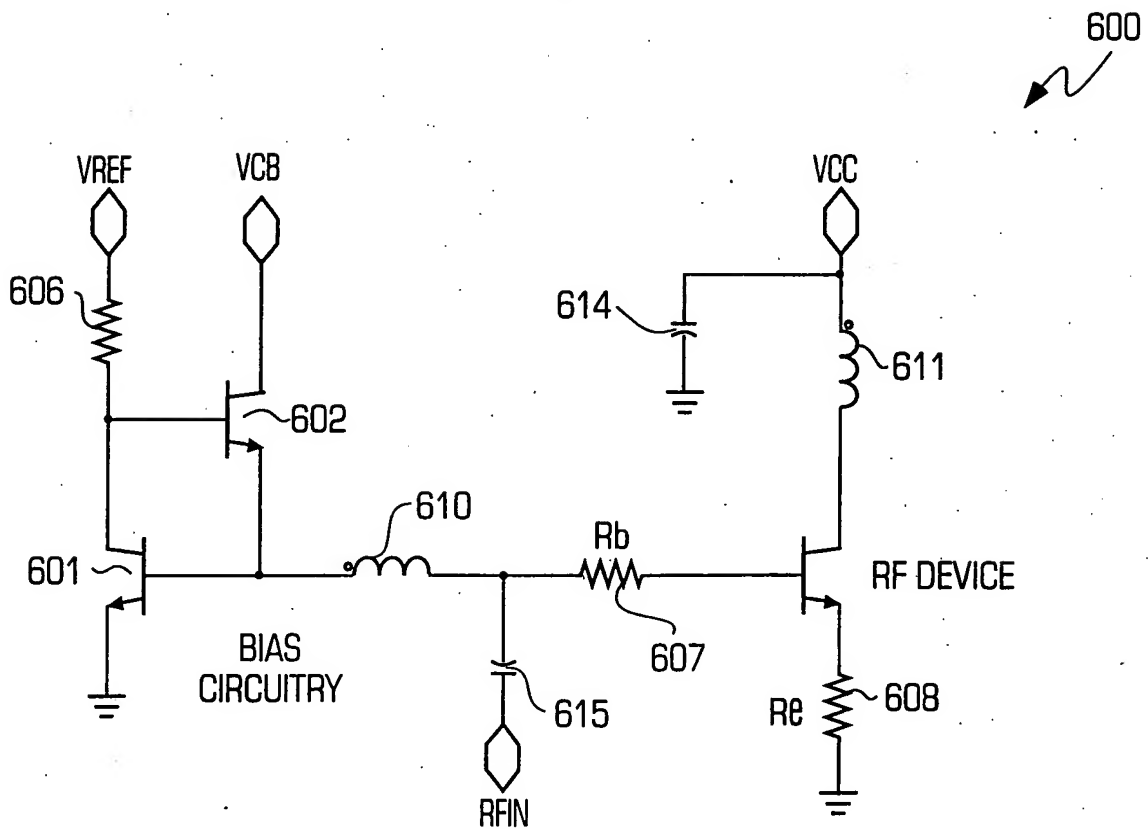 600
VREF
VCB
VCC
606
614
611
602
610
Rb
601
RF DEVICE
BIAS
CIRCUITRY
607
615
Re
608
RFIN